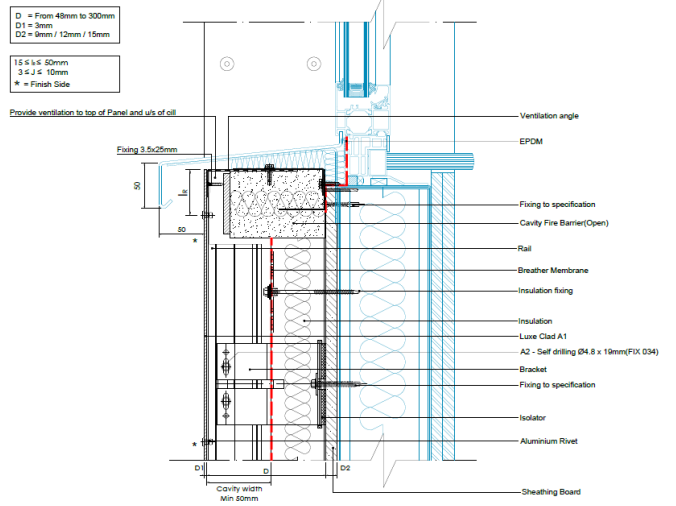 D = From 48mm to 300mm
D1 = 3mm
D2 = 9mm / 12mm / 15mm
15 ≤ lR ≤ 50mm
3 ≤ J ≤ 10mm
* = Finish Side
Provide ventilation to top of Panel and u/s of cill
Fixing 3.5x25mm
50
lR
50
*
*
Ventilation angle
EPDM
Fixing to specification
Cavity Fire Barrier(Open)
Rail
Breather Membrane
Insulation fixing
Insulation
Luxe Clad A1
A2 - Self drilling Ø4.8 x 19mm(FIX 034)
Bracket
Fixing to specification
Isolator
Aluminium Rivet
D1
D
D2
Cavity width
Min 50mm
Sheathing Board